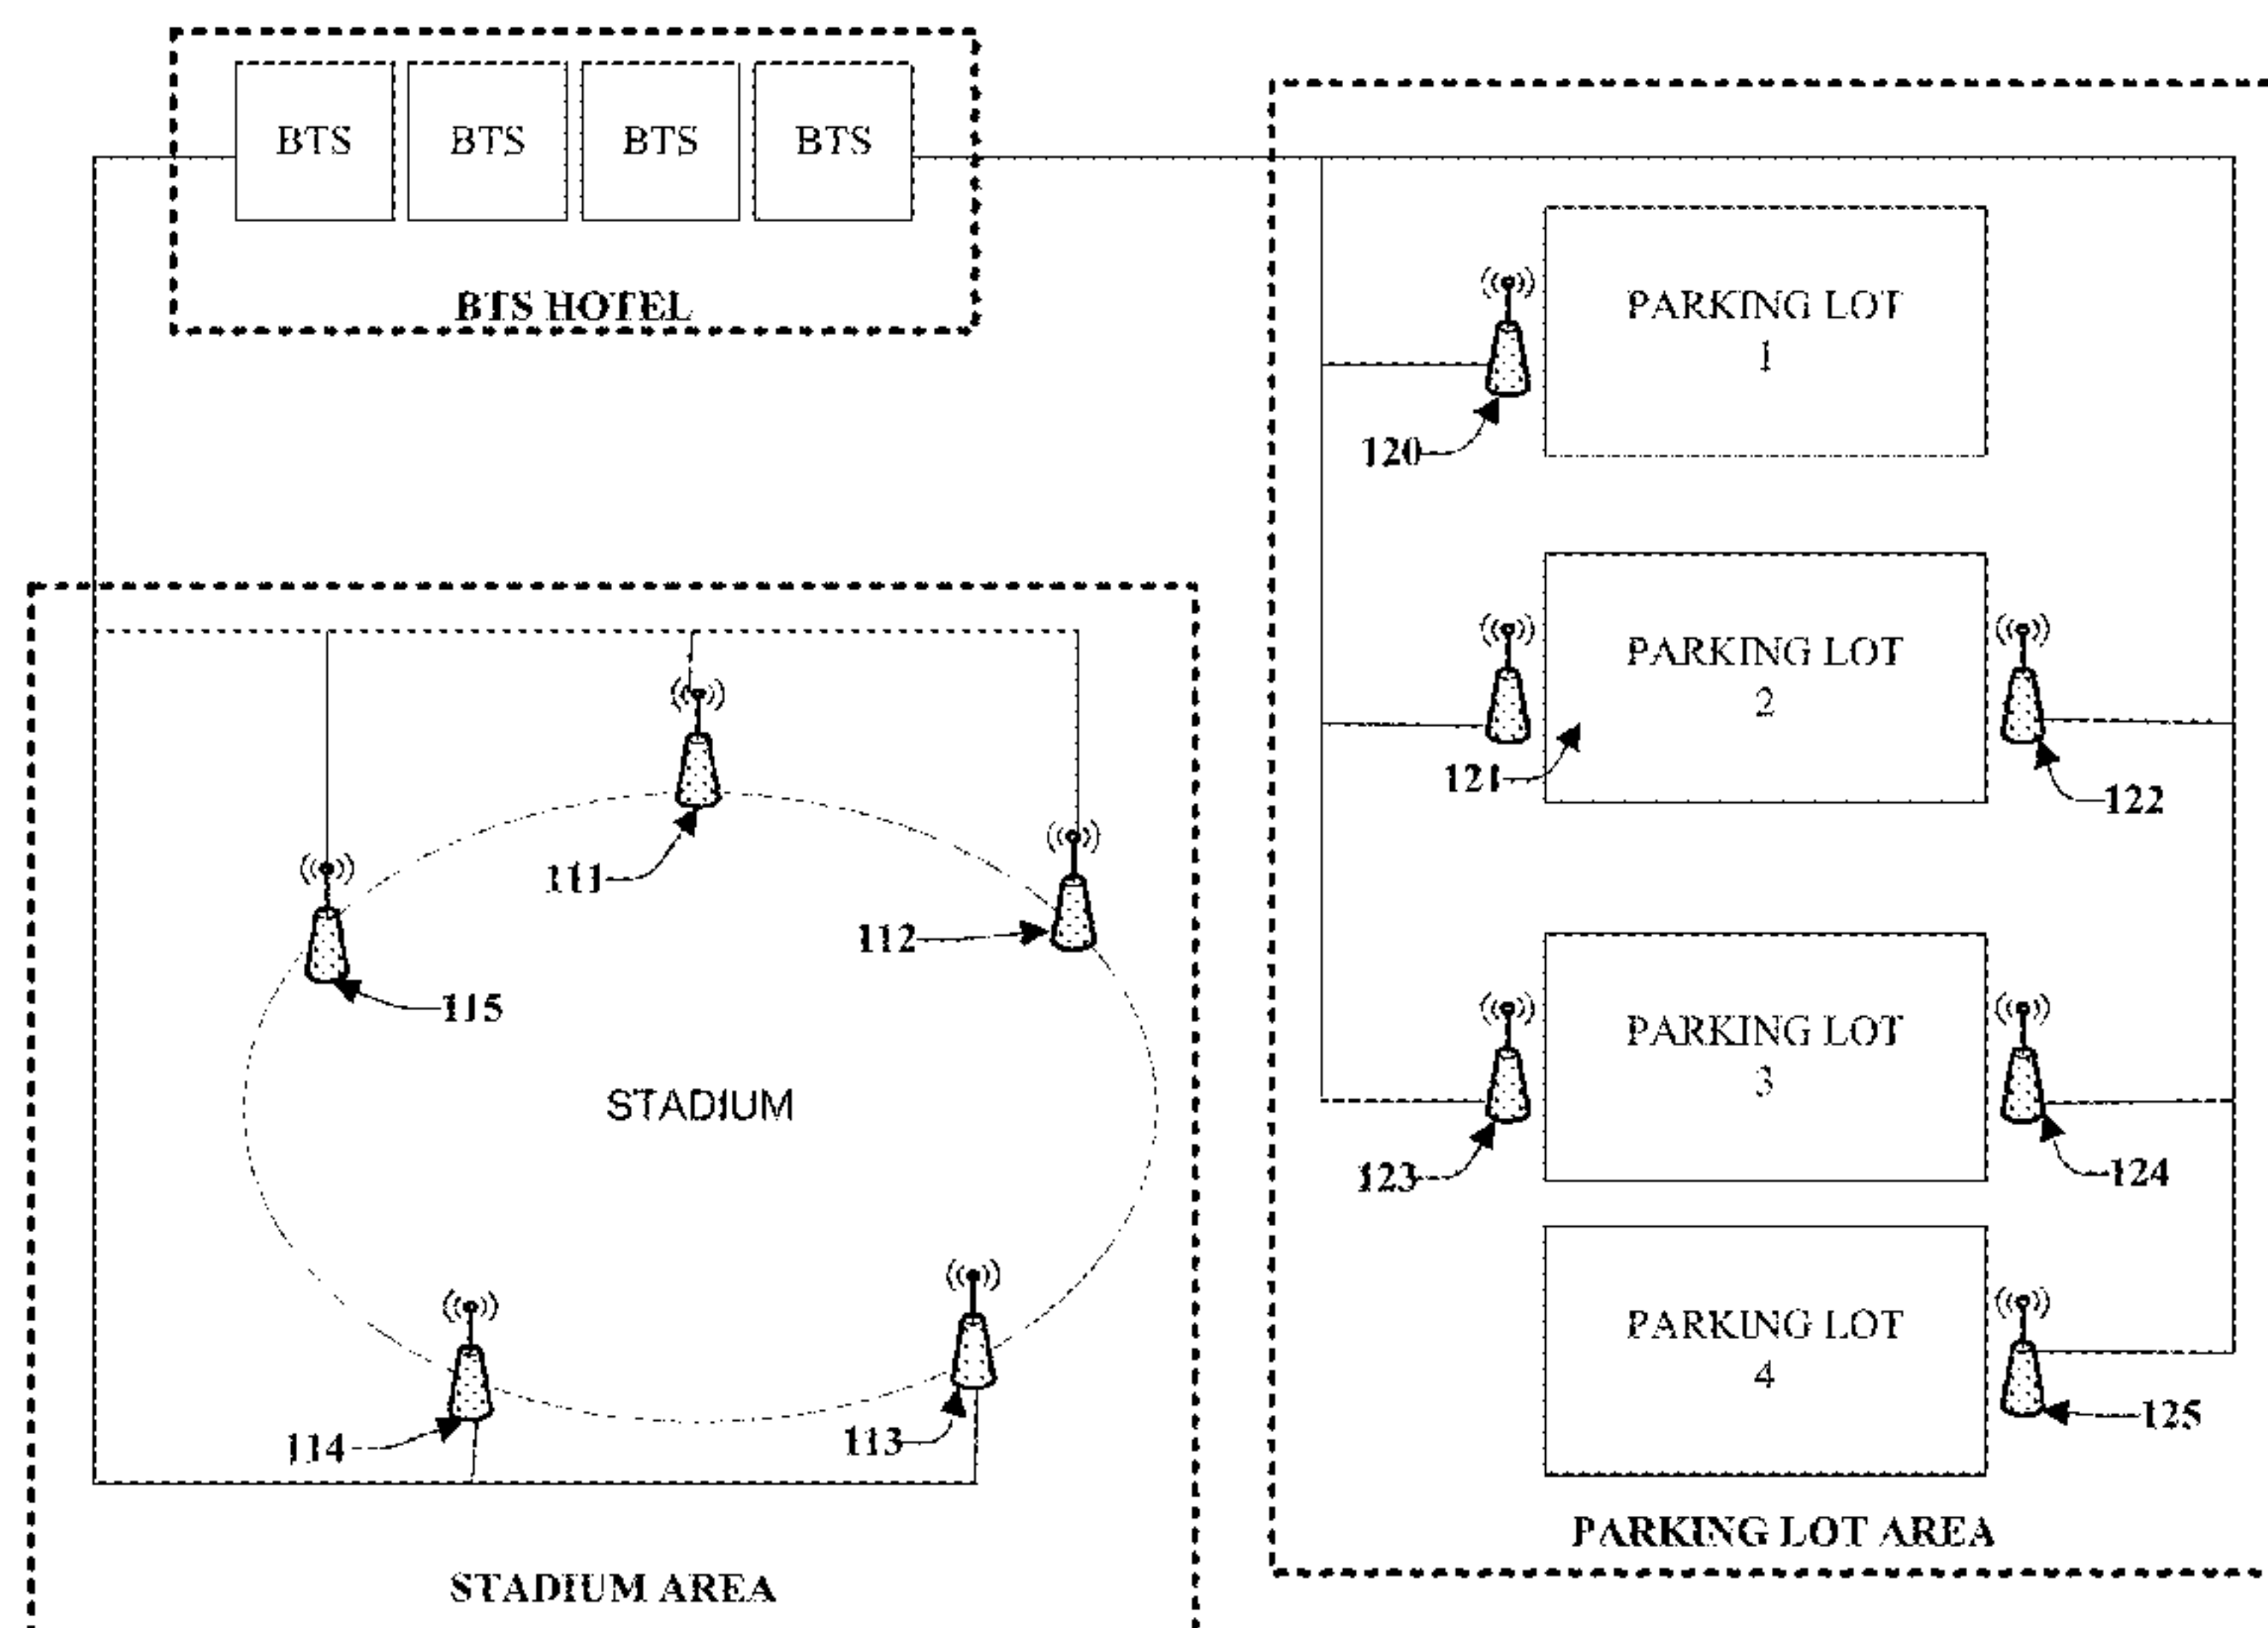 BTS BTS BTS BTS
BTS HOTEL
PARKING LOT
1
120
PARKING LOT
2
121
122
111
112
115
STADIUM
PARKING LOT
3
123
124
PARKING LOT
4
125
114
113
PARKING LOT AREA
STADIUM AREA